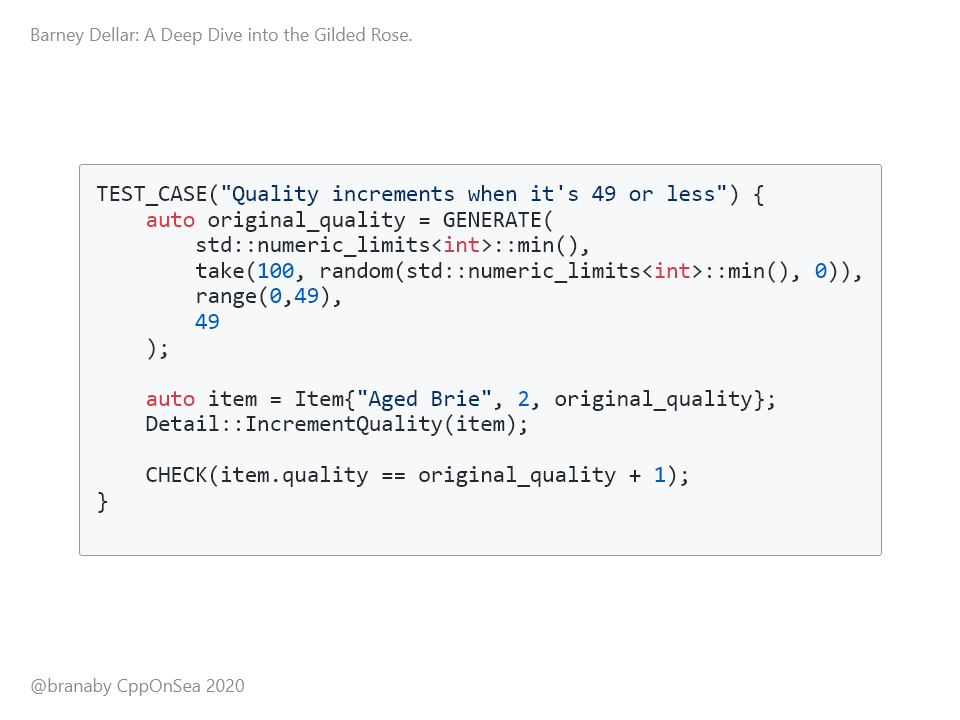 Barney Dellar: A Deep Dive into the Gilded Rose.
TEST_CASE("Quality increments when it's 49 or less") {
    auto original_quality = GENERATE(
        std::numeric_limits<int>::min(),
        take(100, random(std::numeric_limits<int>::min(), 0)),
        range(0,49),
        49
    );
    auto item = Item{"Aged Brie", 2, original_quality};
    Detail::IncrementQuality(item);
    CHECK(item.quality == original_quality + 1);
}
@branaby CppOnSea 2020